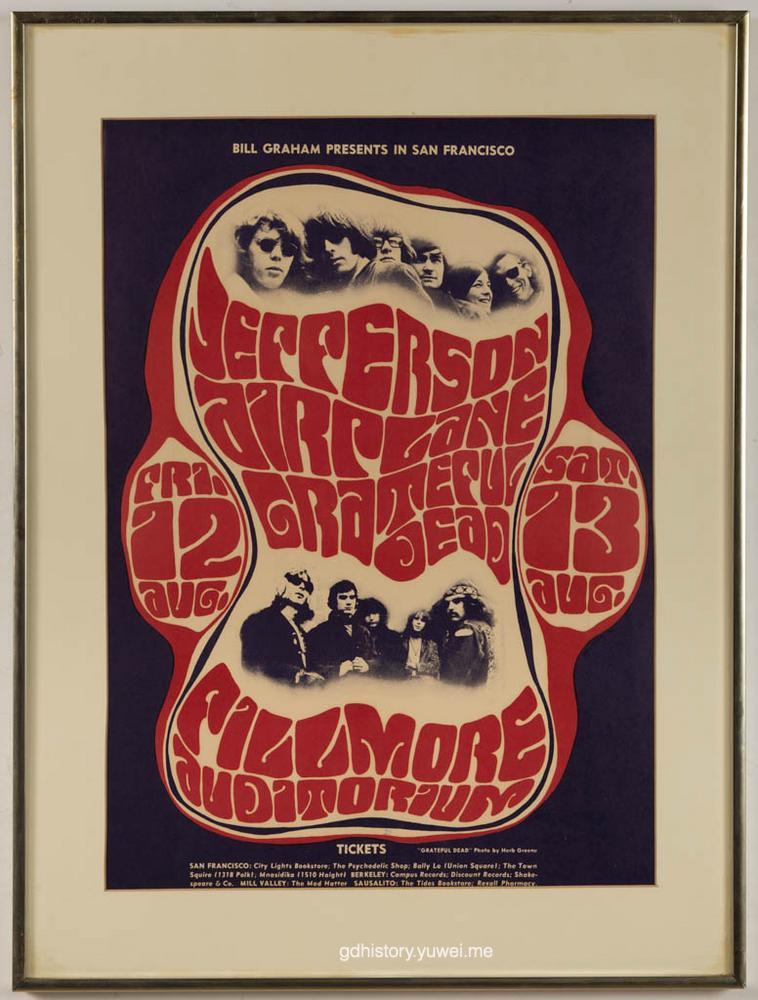 BILL GRAHAM PRESENTS IN SAN FRANCISCO
JEFFERSON
AIRPLANE
GRATEFUL
DEAD
FRI.
12
AUG.
SAT.
13
AUG.
FILLMORE
AUDITORIUM
TICKETS
"GRATEFUL DEAD" Photo by Herb Greene
SAN FRANCISCO: City Lights Bookstore; The Psychedelic Shop; Bally Lo (Union Square); The Town
Squire (1318 Polk); Mnasidika (1510 Haight) BERKELEY: Campus Records; Discount Records; Shake-
speare & Co. MILL VALLEY: The Mad Hatter SAUSALITO: The Tides Bookstore; Rexall Pharmacy.
gdhistory.yuwei.me